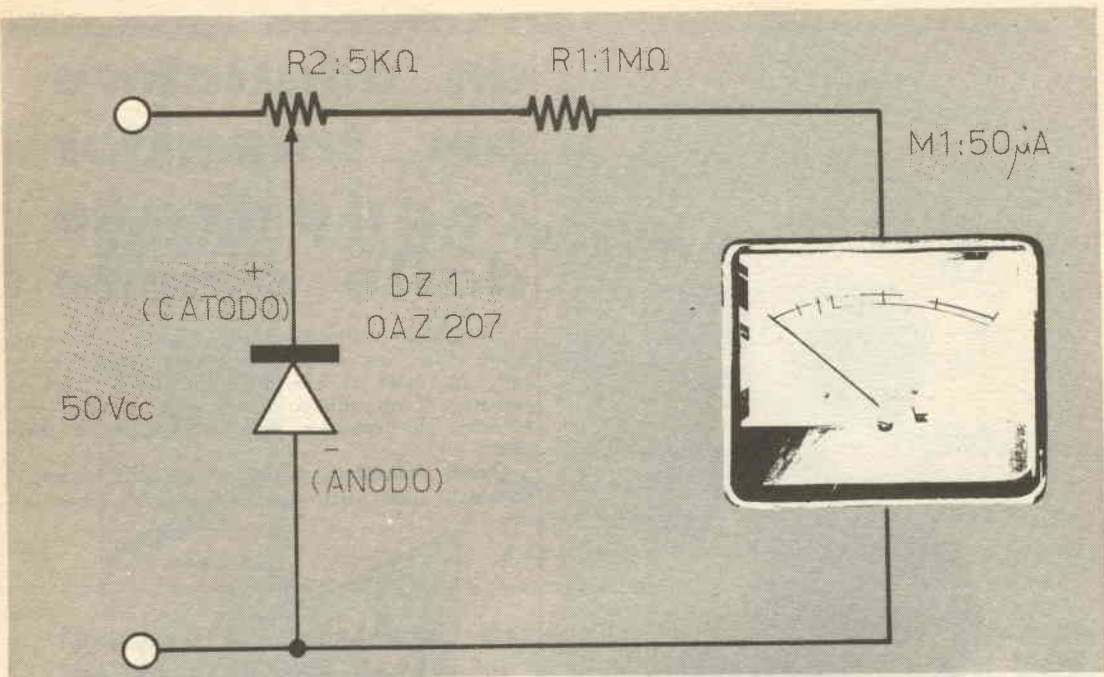 R2:5KΩ
R1:1MΩ
M1:50µA
+
(CATODO)
DZ 1
OAZ 207
50Vcc
-
(ANODO)